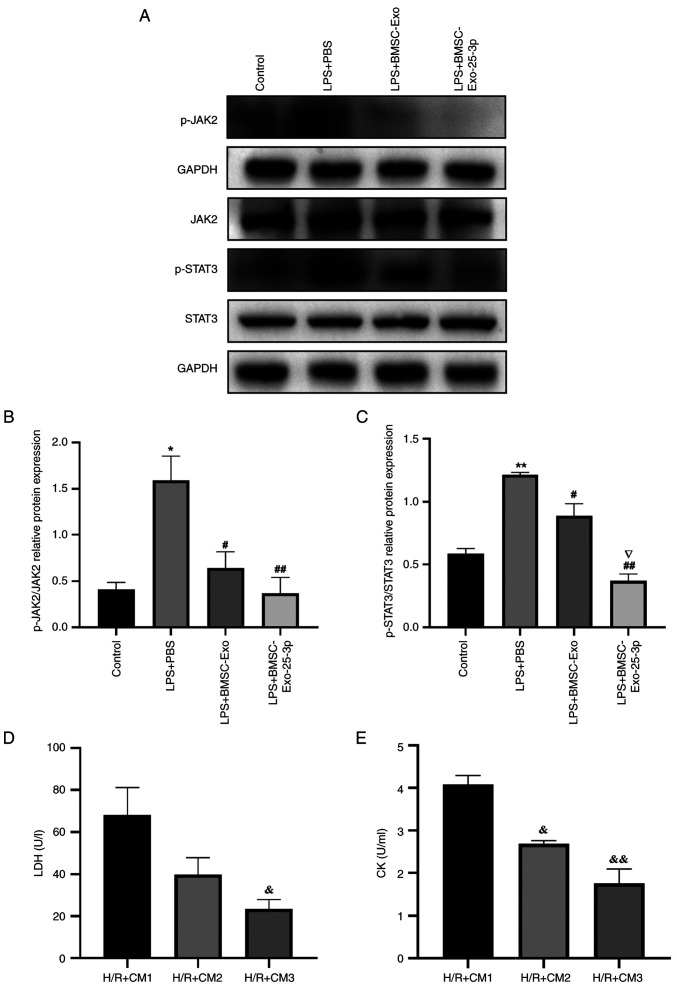 A
Control
LPS+PBS
LPS+BMSC-Exo
LPS+BMSC-
Exo-25-3p
p-JAK2
GAPDH
JAK2
p-STAT3
STAT3
GAPDH
B
p-JAK2/JAK2 relative protein expression
2.0
1.5
1.0
0.5
0.0
*
#
##
Control
LPS+PBS
LPS+BMSC-Exo
LPS+BMSC-
Exo-25-3p
C
p-STAT3/STAT3 relative protein expression
1.5
1.0
0.5
0.0
**
#
▽
##
Control
LPS+PBS
LPS+BMSC-Exo
LPS+BMSC-
Exo-25-3p
D
LDH (U/l)
100
80
60
40
20
0
&
H/R+CM1 H/R+CM2 H/R+CM3
E
CK (U/ml)
5
4
3
2
1
0
&
&&
H/R+CM1 H/R+CM2 H/R+CM3